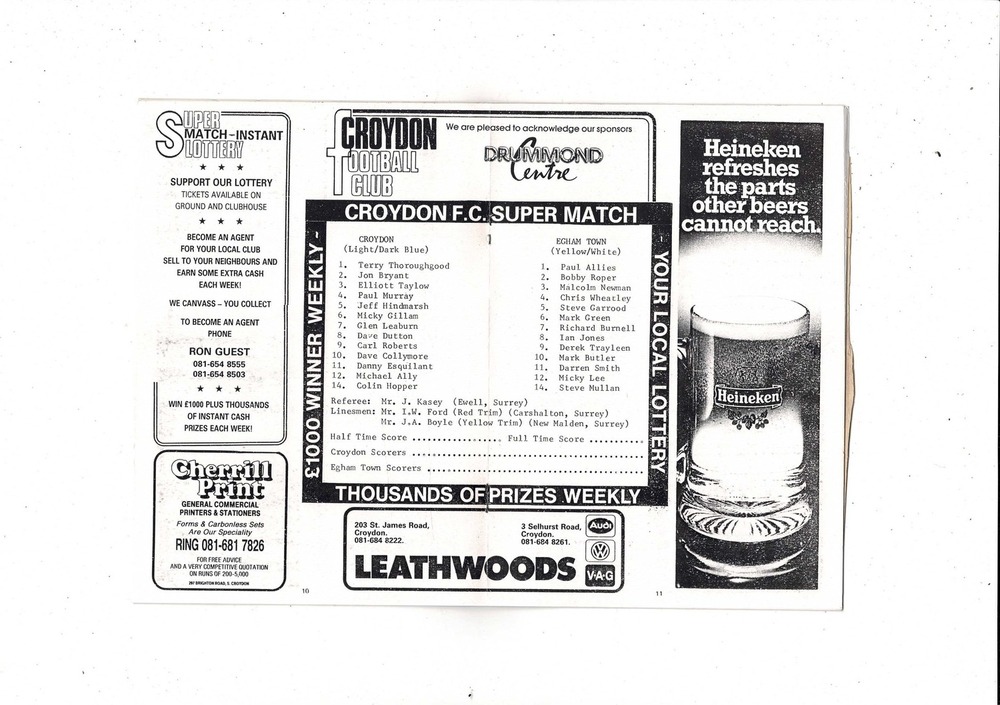 SUPER
MATCH-INSTANT
LOTTERY
★ ★ ★
SUPPORT OUR LOTTERY
TICKETS AVAILABLE ON
GROUND AND CLUBHOUSE
★ ★ ★
BECOME AN AGENT
FOR YOUR LOCAL CLUB
SELL TO YOUR NEIGHBOURS AND
EARN SOME EXTRA CASH
EACH WEEK!
WE CANVASS – YOU COLLECT
TO BECOME AN AGENT
PHONE
RON GUEST
081-654 8555
081-654 8503
★ ★ ★
WIN £1000 PLUS THOUSANDS
OF INSTANT CASH
PRIZES EACH WEEK!
Cherrill
Print
GENERAL COMMERCIAL
PRINTERS & STATIONERS
Forms & Carbonless Sets
Are Our Speciality
RING 081-681 7826
FOR FREE ADVICE
AND A VERY COMPETITIVE QUOTATION
ON RUNS OF 200-5,000
287 BRIGHTON ROAD, S. CROYDON
CROYDON
FOOTBALL
CLUB
We are pleased to acknowledge our sponsors
DRUMMOND
Centre
CROYDON F.C. SUPER MATCH
£1000 WINNER WEEKLY -
CROYDON
(Light/Dark Blue)
1. Terry Thoroughgood
2. Jon Bryant
3. Elliott Taylow
4. Paul Murray
5. Jeff Hindmarsh
6. Micky Gillam
7. Glen Leaburn
8. Dave Dutton
9. Carl Roberts
10. Dave Collymore
11. Danny Esquilant
12. Michael Ally
14. Colin Hopper
EGHAM TOWN
(Yellow/White)
1. Paul Allies
2. Bobby Roper
3. Malcolm Newman
4. Chris Wheatley
5. Steve Garrood
6. Mark Green
7. Richard Burnell
8. Ian Jones
9. Derek Trayleen
10. Mark Butler
11. Darren Smith
12. Micky Lee
14. Steve Mullan
Referee: Mr. J. Kasey (Ewell, Surrey)
Linesmen: Mr. I.W. Ford (Red Trim) (Carshalton, Surrey)
Mr. J.A. Boyle (Yellow Trim) (New Malden, Surrey)
Half Time Score ................. Full Time Score ..........
Croydon Scorers ............................................
Egham Town Scorers .........................................
- YOUR LOCAL LOTTERY
THOUSANDS OF PRIZES WEEKLY
203 St. James Road,
Croydon.
081-684 8222.
3 Selhurst Road,
Croydon.
081-684 8261.
LEATHWOODS
Audi
VW
V·A·G
10
11
Heineken
refreshes
the parts
other beers
cannot reach.
Heineken